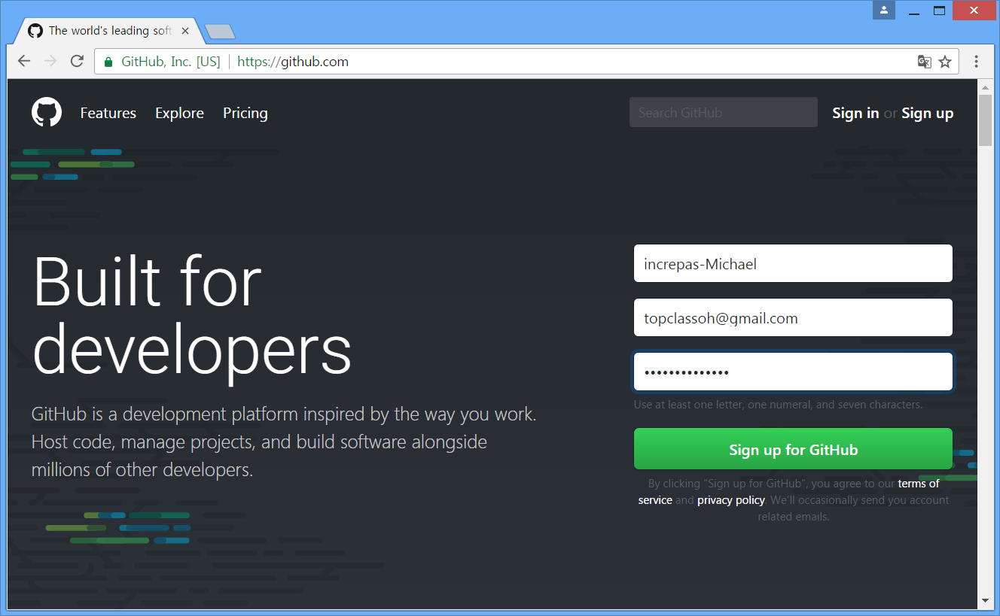 The world's leading soft
GitHub, Inc. [US] https://github.com
Features Explore Pricing Search GitHub Sign in or Sign up
Built for
developers
GitHub is a development platform inspired by the way you work.
Host code, manage projects, and build software alongside
millions of other developers.
increpas-Michael
topclassoh@gmail.com
••••••••••••••
Use at least one letter, one numeral, and seven characters.
Sign up for GitHub
By clicking "Sign up for GitHub", you agree to our terms of
service and privacy policy. We'll occasionally send you account
related emails.